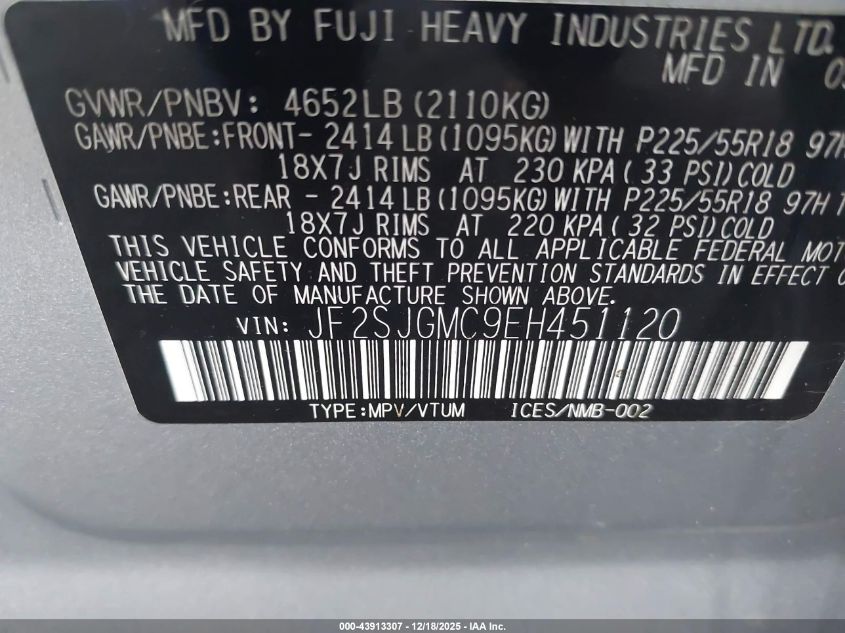 MFD BY FUJI HEAVY INDUSTRIES LTD.
MFD IN
GVWR/PNBV: 4652LB (2110KG)
GAWR/PNBE:FRONT- 2414 LB (1095KG) WITH P225/55R18 97H
18X7J RIMS AT 230 KPA ( 33 PSI) COLD
GAWR/PNBE:REAR - 2414 LB (1095KG) WITH P225/55R18 97H T
18X7J RIMS AT 220 KPA ( 32 PSI) COLD
THIS VEHICLE CONFORMS TO ALL APPLICABLE FEDERAL MOT
VEHICLE SAFETY AND THEFT PREVENTION STANDARDS IN EFFECT
THE DATE OF MANUFACTURE SHOWN ABOVE.
VIN: JF2SJGMC9EH451120
TYPE:MPV/VTUM ICES/NMB-002
000-43913307 - 12/18/2025 - IAA Inc.